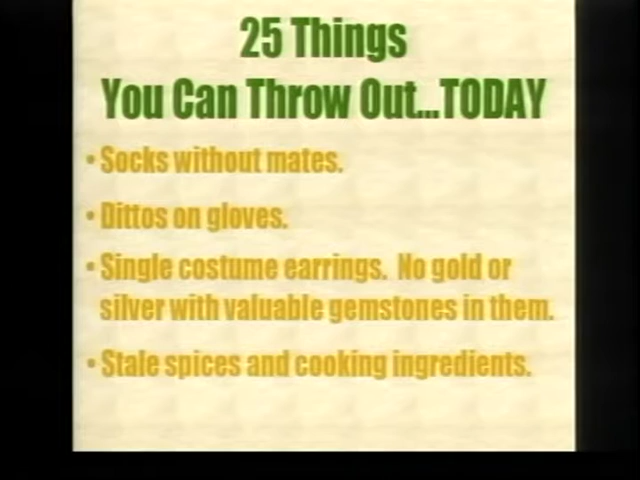 25 Things
You Can Throw Out...TODAY
• Socks without mates.
• Dittos on gloves.
• Single costume earrings. No gold or
silver with valuable gemstones in them.
• Stale spices and cooking ingredients.